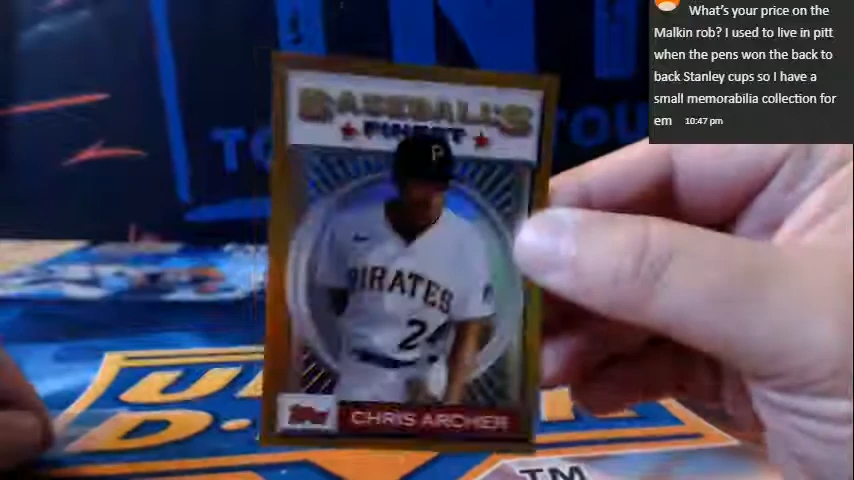 What's your price on the
Malkin rob? I used to live in pitt
when the pens won the back to
back Stanley cups so I have a
small memorabilia collection for
em 10:47 pm
BASEBALL'S
FINEST
P
PIRATES
24
Topps
CHRIS ARCHER
TM